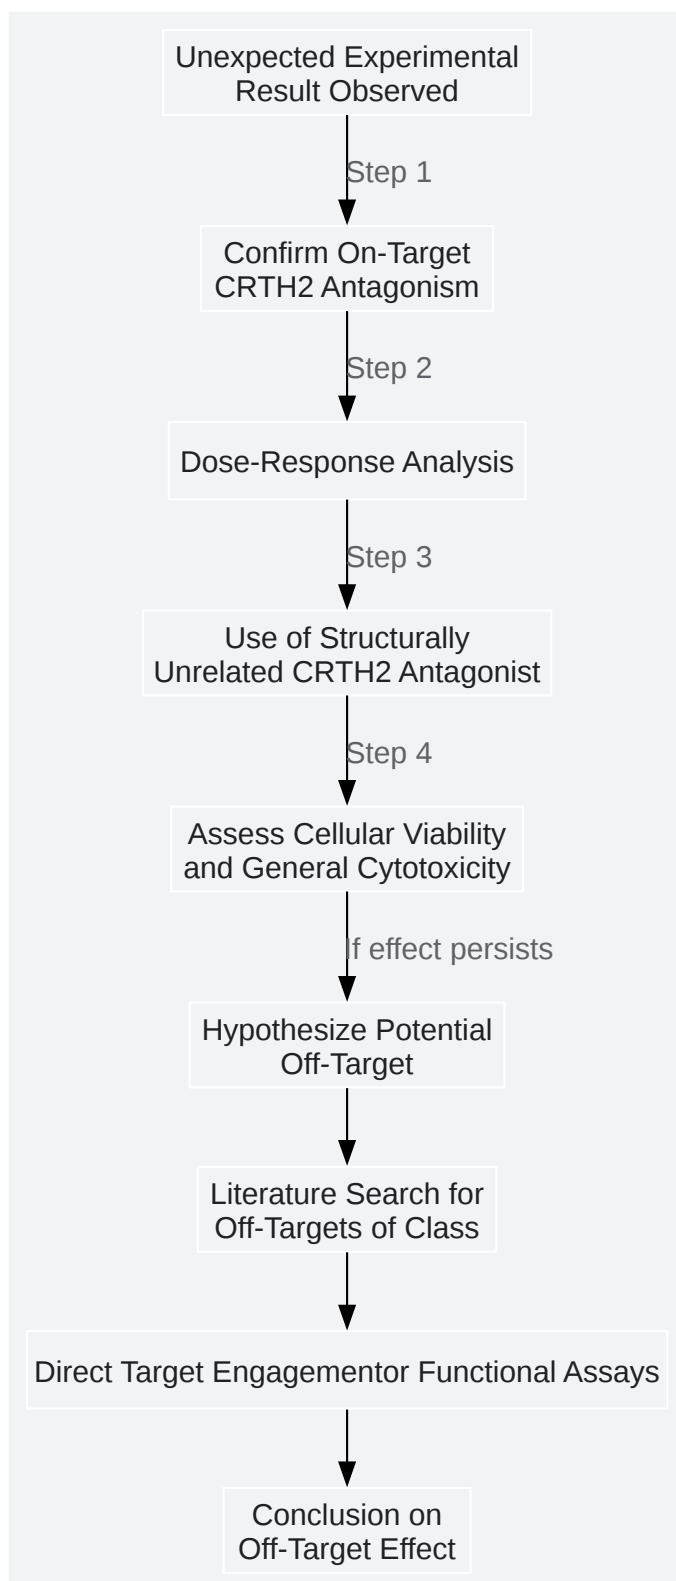 Unexpected Experimental
Result Observed
Step 1
Confirm On-Target
CRTH2 Antagonism
Step 2
Dose-Response Analysis
Step 3
Use of Structurally
Unrelated CRTH2 Antagonist
Step 4
Assess Cellular Viability
and General Cytotoxicity
If effect persists
Hypothesize Potential
Off-Target
Literature Search for
Off-Targets of Class
Direct Target Engagementor Functional Assays
Conclusion on
Off-Target Effect